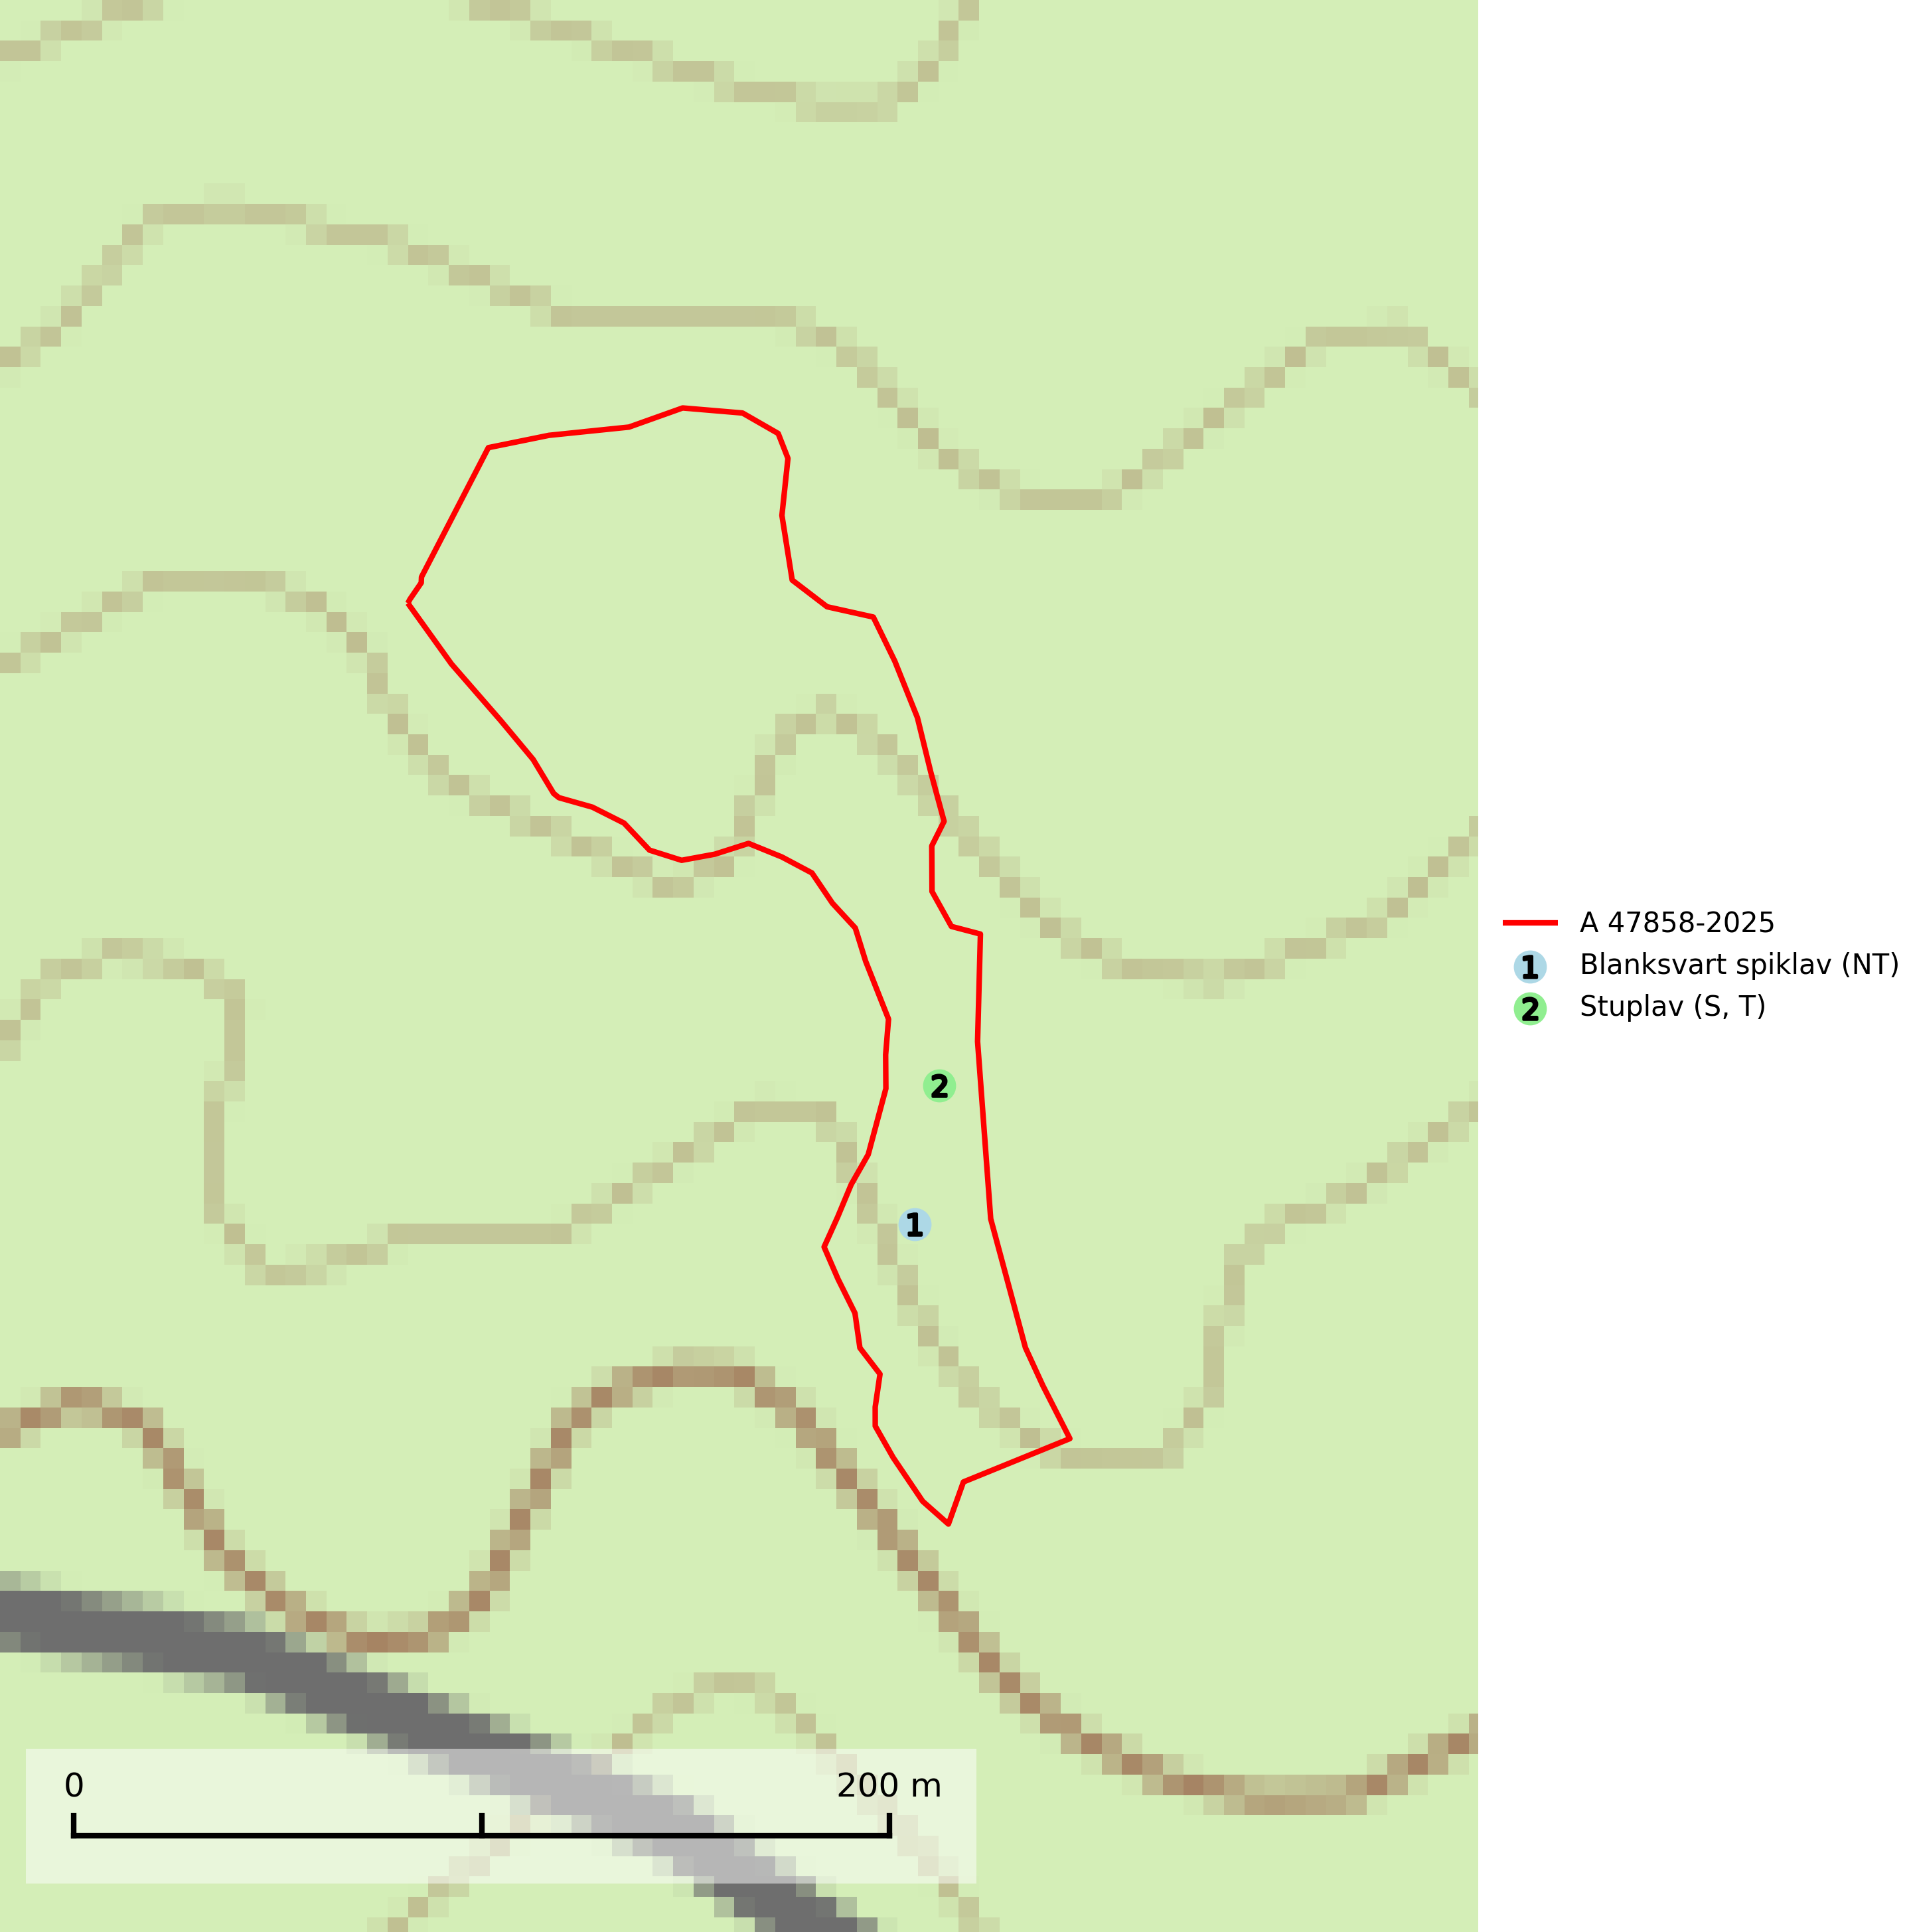 A 47858-2025
1 Blanksvart spiklav (NT)
2 Stuplav (S, T)
2
1
0 200 m